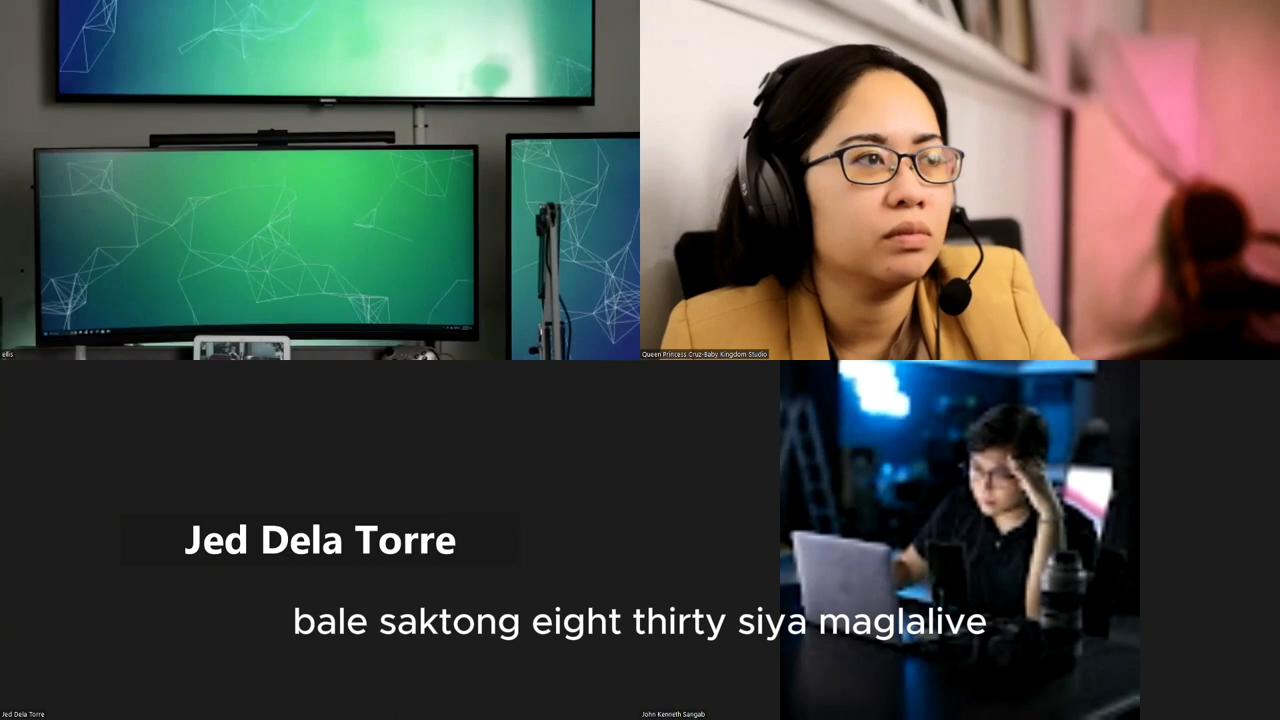 ellis
Queen Princess Cruz-Baby Kingdom Studio
Jed Dela Torre
bale saktong eight thirty siya maglalive
Jed Dela Torre
John Kenneth Sangab